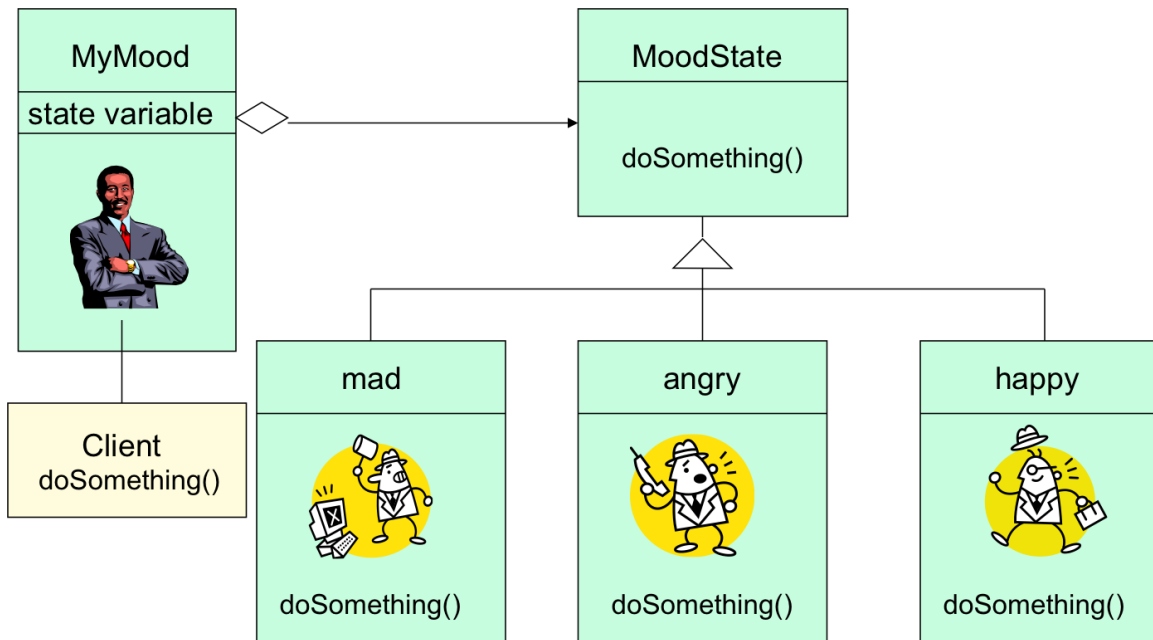 MyMood
state variable
MoodState
doSomething()
Client
doSomething()
mad
doSomething()
angry
doSomething()
happy
doSomething()